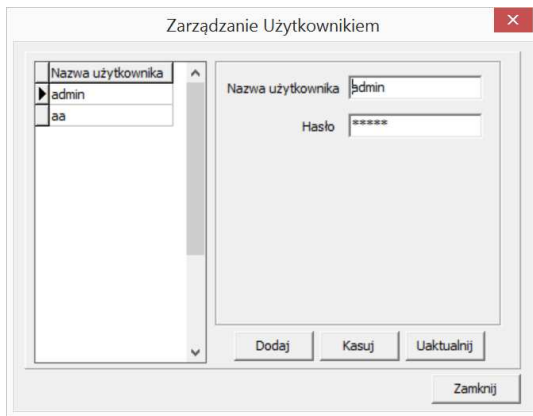 Zarządzanie Użytkownikiem
Nazwa użytkownika
admin
aa
Nazwa użytkownika admin
Hasło *****
Dodaj Kasuj Uaktualnij
Zamknij